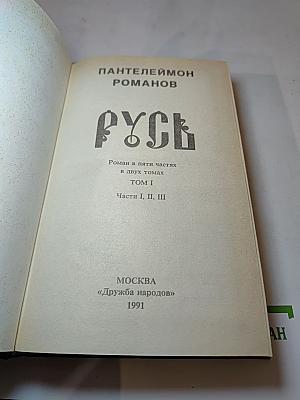 ПАНТЕЛЕЙМОН
РОМАНОВ
РУСЬ
Роман в пяти частях
в двух томах
ТОМ I
Части I, II, III
МОСКВА
«Дружба народов»
1991